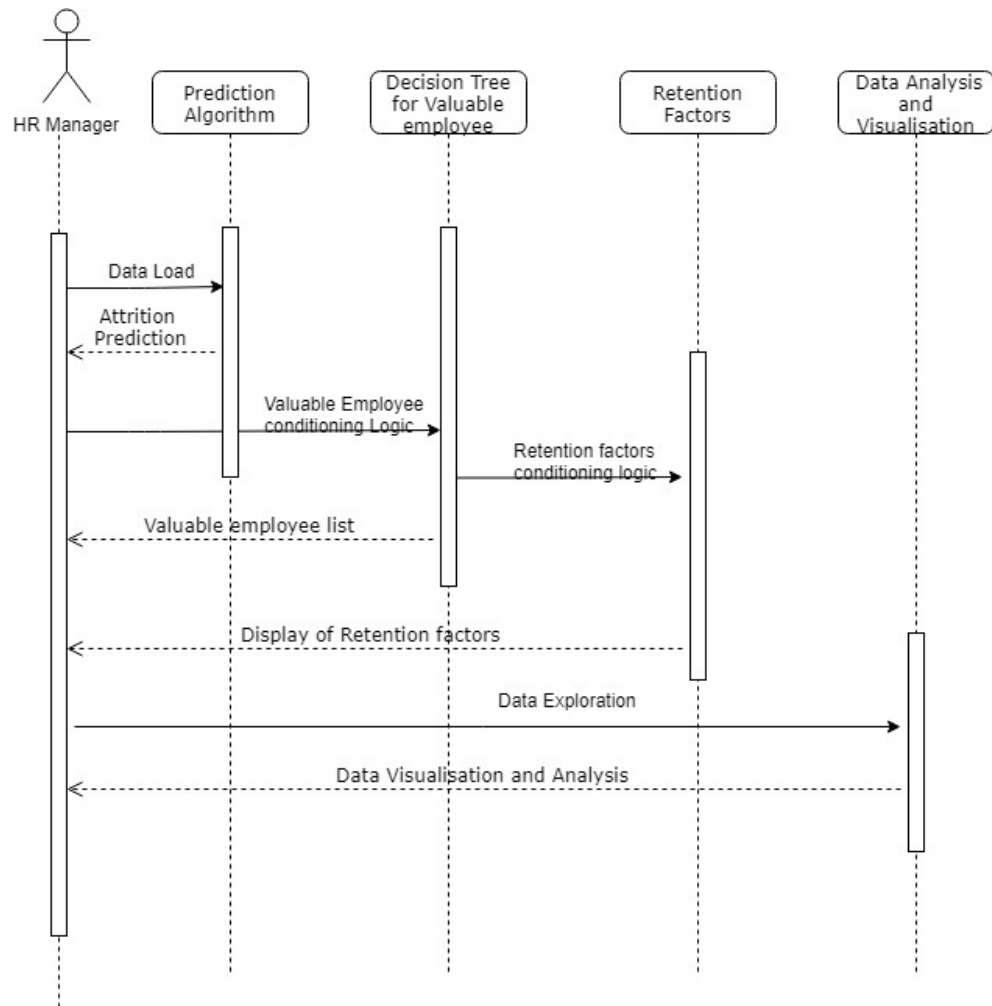 HR Manager
Prediction
Algorithm
Decision Tree
for Valuable
employee
Retention
Factors
Data Analysis
and
Visualisation
Data Load
Attrition
Prediction
Valuable Employee
conditioning Logic
Retention factors
conditioning logic
Valuable employee list
Display of Retention factors
Data Exploration
Data Visualisation and Analysis